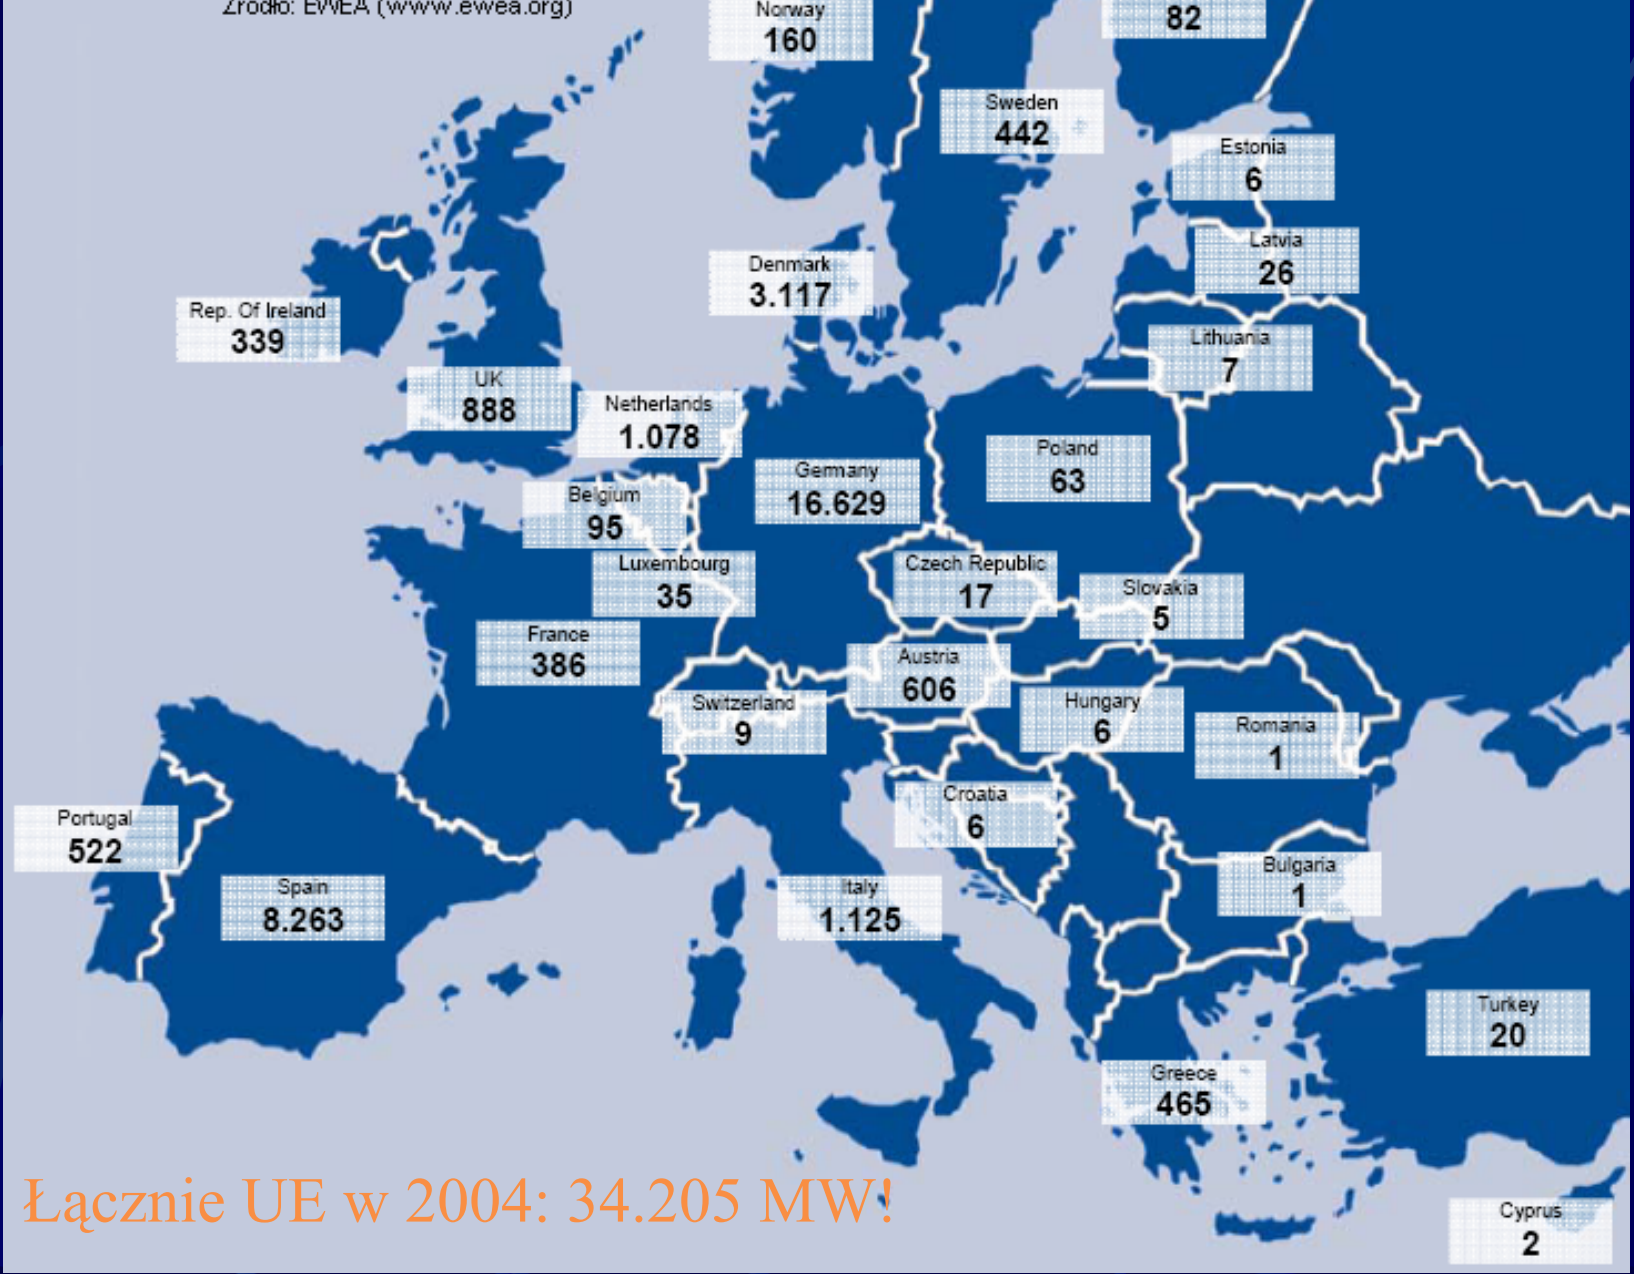 Źródło: EWEA (www.ewea.org)
Norway
160
82
Sweden
442
Estonia
6
Latvia
26
Denmark
3.117
Rep. Of Ireland
339
Lithuania
7
UK
888
Netherlands
1.078
Poland
63
Germany
16.629
Belgium
95
Luxembourg
35
Czech Republic
17
Slovakia
5
France
386
Austria
606
Switzerland
9
Hungary
6
Romania
1
Croatia
6
Portugal
522
Spain
8.263
Italy
1.125
Bulgaria
1
Turkey
20
Greece
465
Łącznie UE w 2004: 34.205 MW!
Cyprus
2